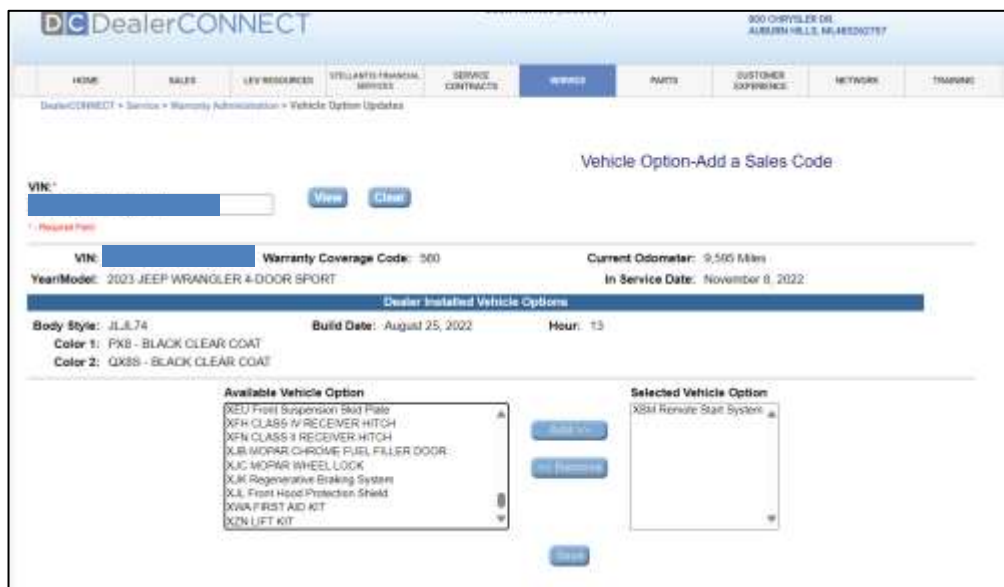 DC DealerCONNECT
900 CHRYSLER DR.
AUBURN HILLS, MI,483262757
HOME SALES LEV RESOURCES STELLANTIS FINANCIAL SERVICES SERVICE CONTRACTS SERVICE PARTS CUSTOMER EXPERIENCE NETWORK TRAINING
DealerCONNECT > Service > Warranty Administration > Vehicle Option Updates
Vehicle Option-Add a Sales Code
VIN:*
View Clear
* - Required Field
VIN: Warranty Coverage Code: 560 Current Odometer: 9,595 Miles
Year/Model: 2023 JEEP WRANGLER 4-DOOR SPORT In Service Date: November 8, 2022
Dealer Installed Vehicle Options
Body Style: JLJL74 Build Date: August 25, 2022 Hour: 13
Color 1: PX8 - BLACK CLEAR COAT
Color 2: QX8S - BLACK CLEAR COAT
Available Vehicle Option Selected Vehicle Option
XEU Front Suspension Skid Plate XBM Remote Start System
XFH CLASS IV RECEIVER HITCH
XFN CLASS II RECEIVER HITCH
XJB MOPAR CHROME FUEL FILLER DOOR
XJC MOPAR WHEEL LOCK
XJK Regenerative Braking System
XJL Front Hood Protection Shield
XWA FIRST AID KIT
XZN LIFT KIT
Add >>
<< Remove
Save